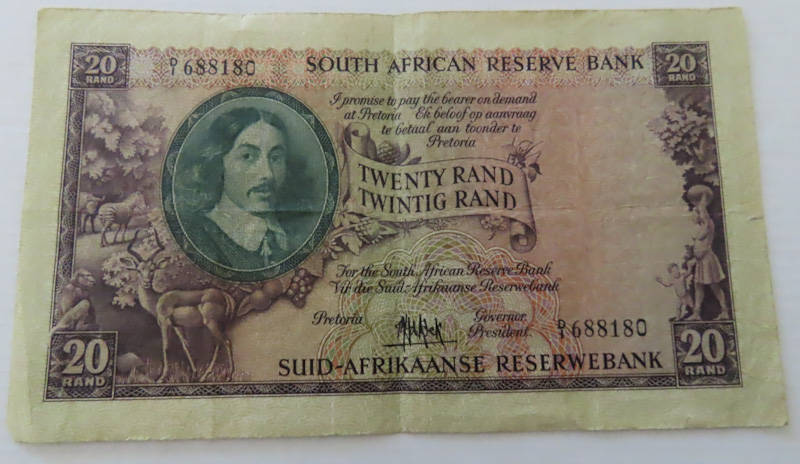 20 RAND
D/1 688180 SOUTH AFRICAN RESERVE BANK
20 RAND
I promise to pay the bearer on demand
at Pretoria Ek beloof op aanvraag
te betaal aan toonder te
Pretoria
TWENTY RAND
TWINTIG RAND
For the South African Reserve Bank
Vir die Suid-Afrikaanse Reserwebank
Pretoria
Governor
President.
D/1 688180
20 RAND
SUID-AFRIKAANSE RESERWEBANK
20 RAND